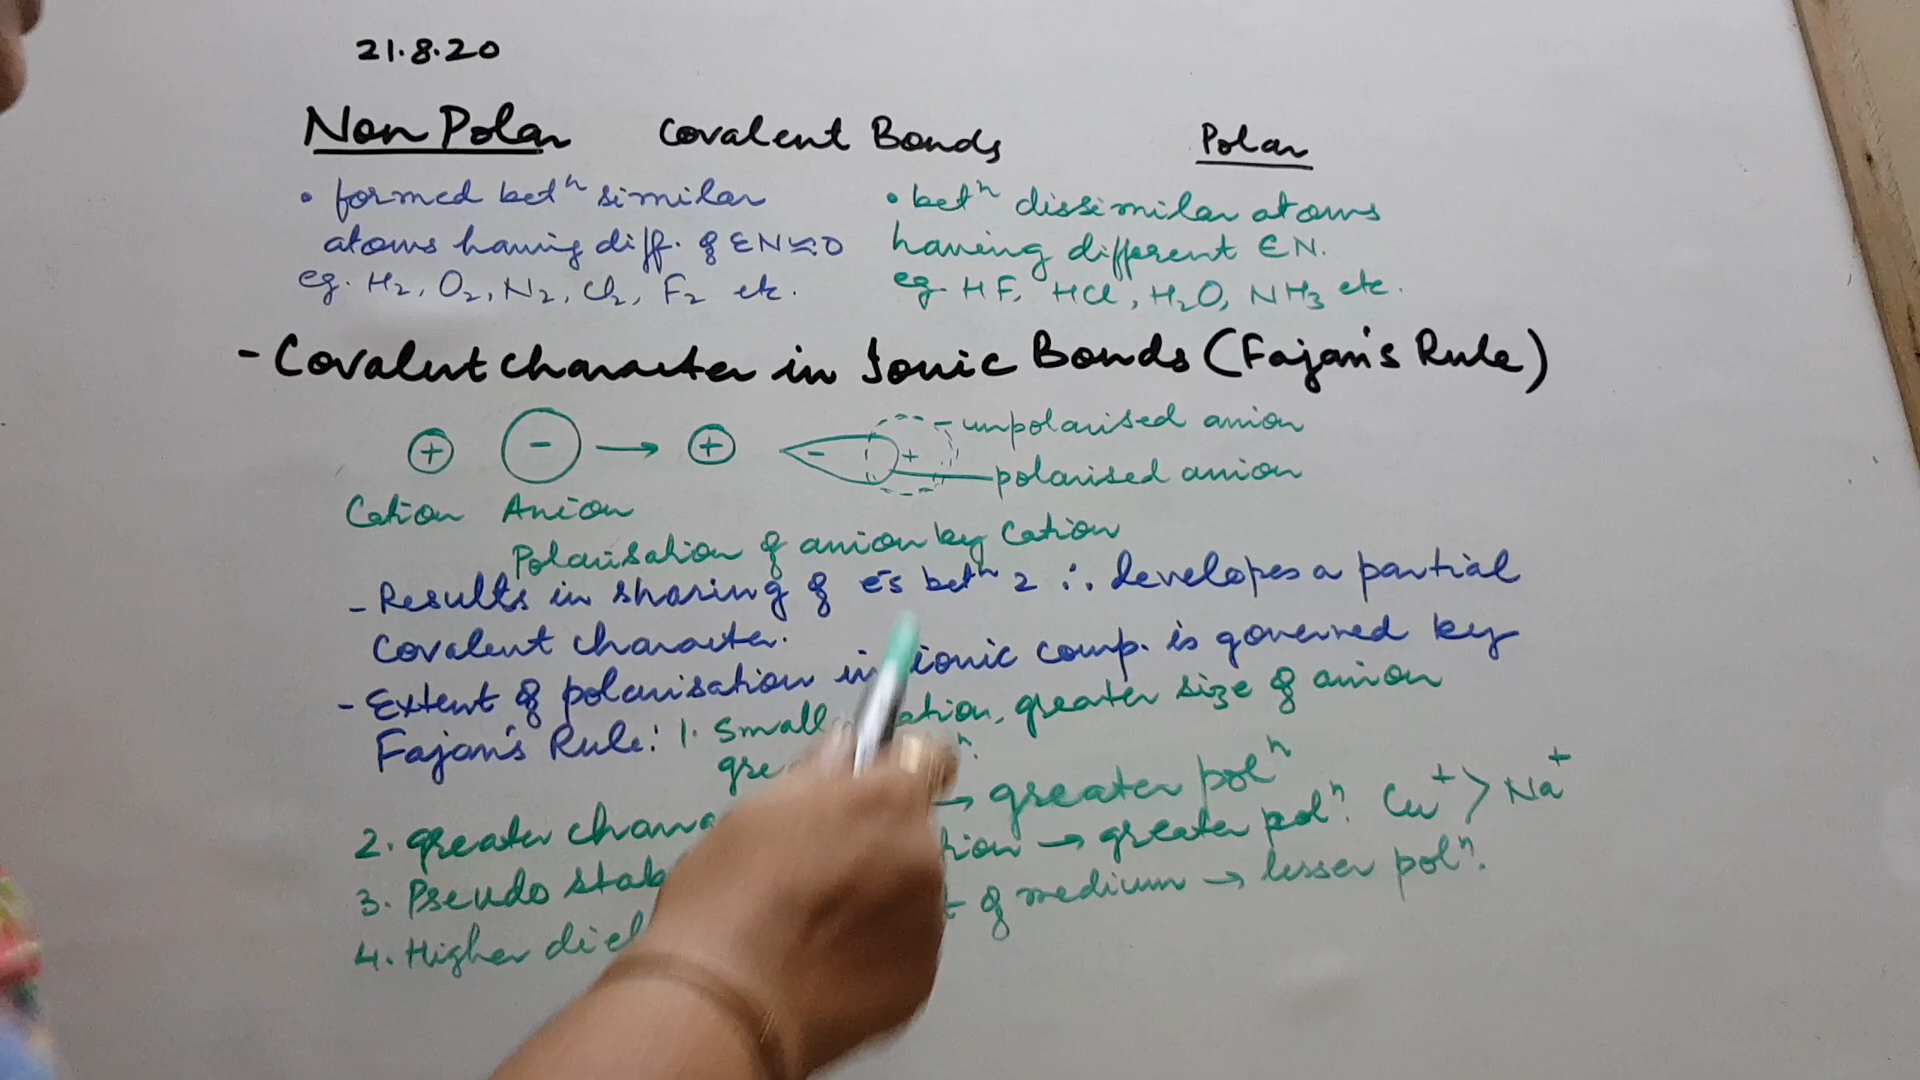 21.8.20
Non Polar Covalent Bonds Polar
• formed betⁿ similar
atoms having diff. of EN≈0
eg. H₂, O₂, N₂, Cl₂, F₂ etc.
• betⁿ dissimilar atoms
having different EN.
eg. HF, HCl, H₂O, NH₃ etc.
- Covalent character in Ionic Bonds (Fajan's Rule)
+ - → + - + - unpolarised anion
polarised anion
Cation Anion
Polarisation of anion by Cation
- Results in sharing of e⁻s betⁿ 2 ∴ developes a partial
covalent character.
- Extent of polarisation in ionic comp. is governed by
Fajan's Rule: 1. Small greater size of anion
2. greater → greater polⁿ
3. Pseudo → greater polⁿ. Cu⁺ > Na⁺
4. Higher of medium → lesser polⁿ.